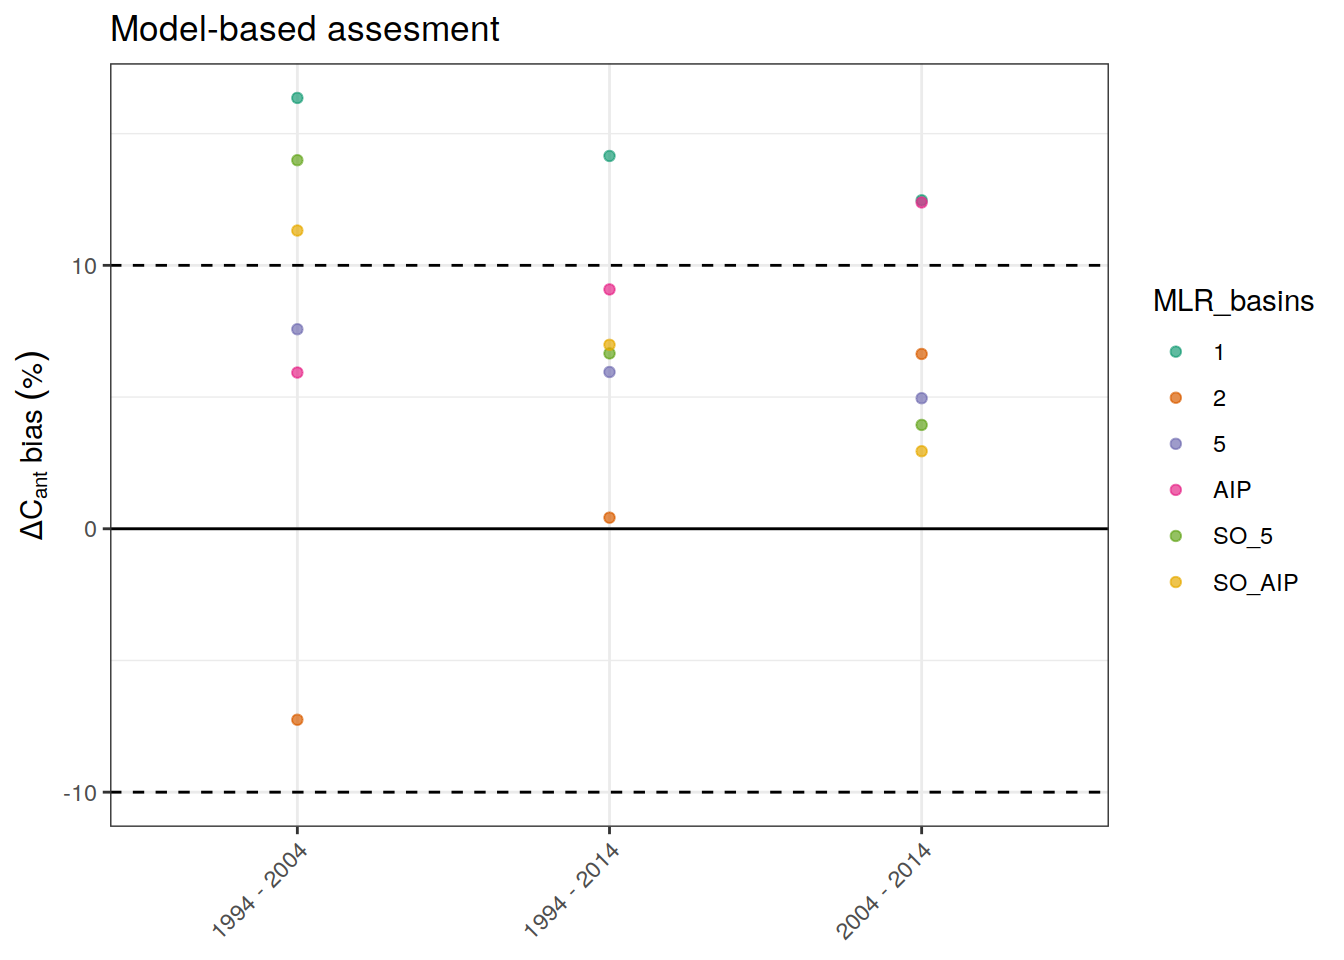 Model-based assesment
ΔCant bias (%)
10
0
-10
1994 - 2004
1994 - 2014
2004 - 2014
MLR_basins
1
2
5
AIP
SO_5
SO_AIP